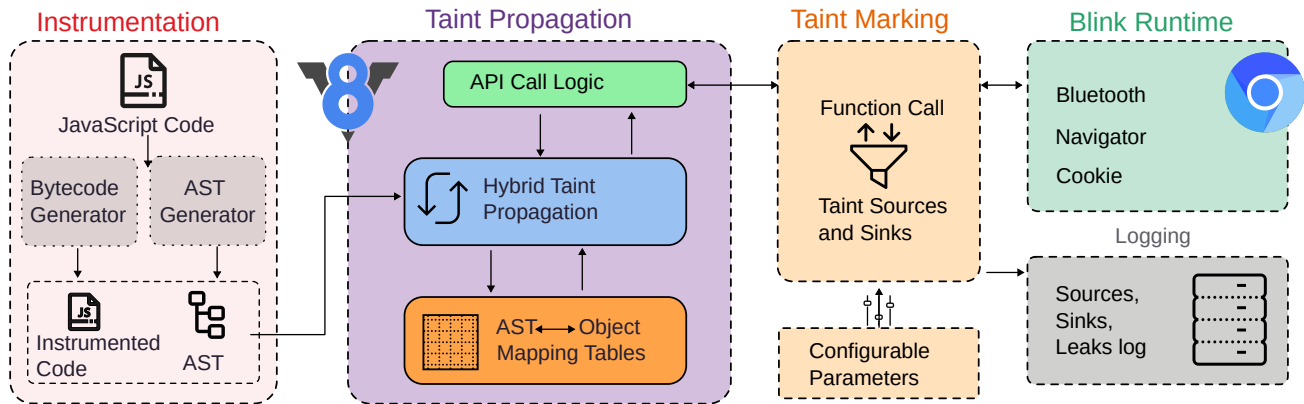 Instrumentation
JS
JavaScript Code
Bytecode
Generator
AST
Generator
JS
Instrumented
Code
AST
Taint Propagation
8
API Call Logic
Hybrid Taint
Propagation
AST Object
Mapping Tables
Taint Marking
Function Call
Taint Sources
and Sinks
Configurable
Parameters
Blink Runtime
Bluetooth
Navigator
Cookie
Logging
Sources,
Sinks,
Leaks log